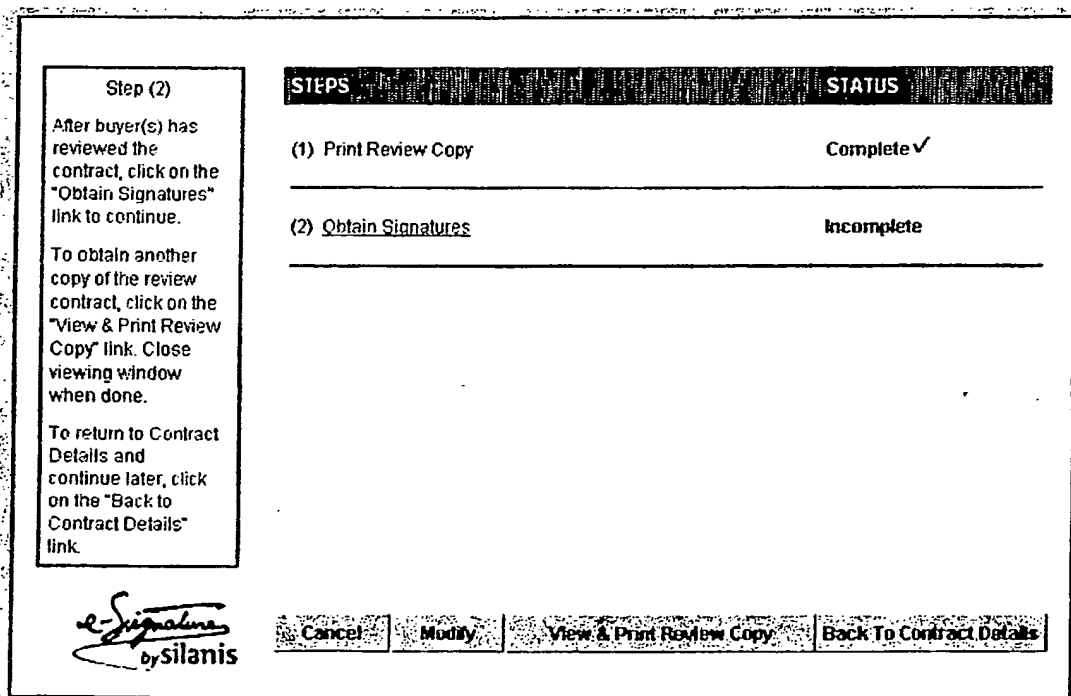 Step (2)
After buyer(s) has
reviewed the
contract, click on the
"Obtain Signatures"
link to continue.
To obtain another
copy of the review
contract, click on the
"View & Print Review
Copy" link. Close
viewing window
when done.
To return to Contract
Details and
continue later, click
on the "Back to
Contract Details"
link.
STEPS STATUS
(1) Print Review Copy Complete ✓
(2) Obtain Signatures Incomplete
e-Signature
by silanis
Cancel Modify View & Print Review Copy Back To Contract Details